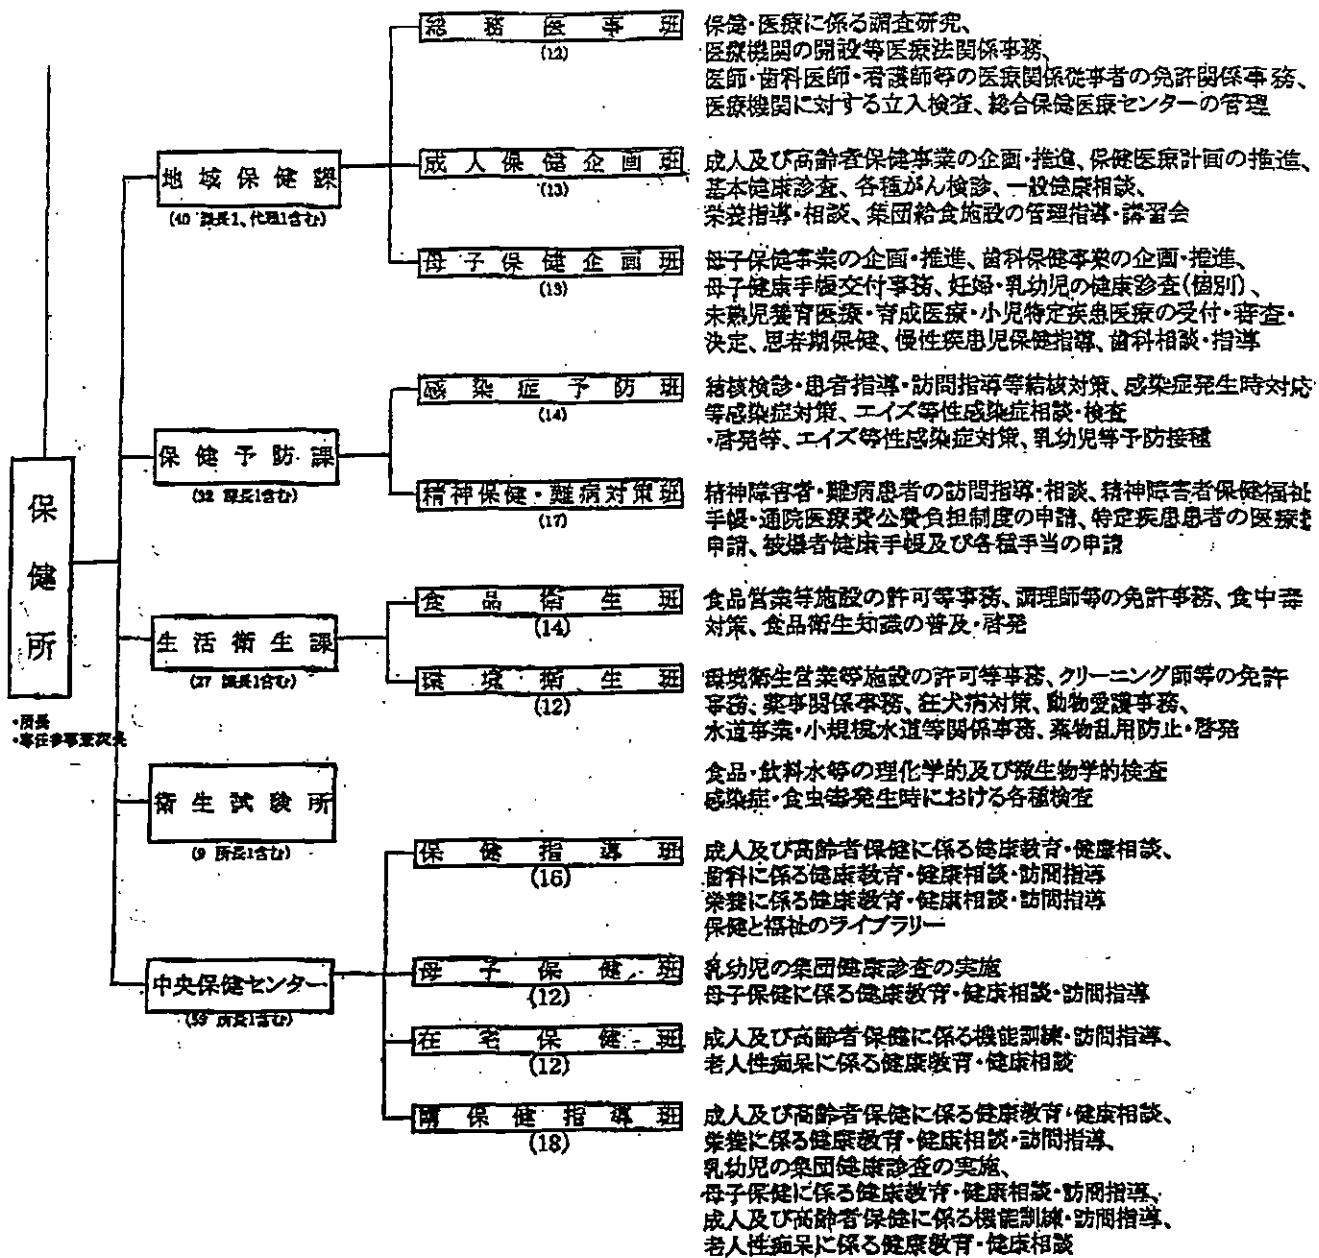 保健所
・所長
・専任参事兼次長
地域保健課
(40 課長1、代理1含む)
総務医事班
(12)
保健・医療に係る調査研究、
医療機関の開設等医療法関係事務、
医師・歯科医師・看護師等の医療関係従事者の免許関係事務、
医療機関に対する立入検査、総合保健医療センターの管理
成人保健企画班
(13)
成人及び高齢者保健事業の企画・推進、保健医療計画の推進、
基本健康診査、各種がん検診、一般健康相談、
栄養指導・相談、集団給食施設の管理指導・講習会
母子保健企画班
(13)
母子保健事業の企画・推進、歯科保健事業の企画・推進、
母子健康手帳交付事務、妊婦・乳幼児の健康診査(個別)、
未熟児養育医療・育成医療・小児特定疾患医療の受付・審査・
決定、思春期保健、慢性疾患児保健指導、歯科相談・指導
保健予防課
(32 課長1含む)
感染症予防班
(14)
結核検診・患者指導・訪問指導等結核対策、感染症発生時対応
等感染症対策、エイズ等性感染症相談・検査
・啓発等、エイズ等性感染症対策、乳幼児等予防接種
精神保健・難病対策班
(17)
精神障害者・難病患者の訪問指導・相談、精神障害者保健福祉
手帳・通院医療費公費負担制度の申請、特定疾患患者の医療
申請、被爆者健康手帳及び各種手当の申請
生活衛生課
(27 課長1含む)
食品衛生班
(14)
食品営業等施設の許可等事務、調理師等の免許事務、食中毒
対策、食品衛生知識の普及・啓発
環境衛生班
(12)
環境衛生営業等施設の許可等事務、クリーニング師等の免許
事務、薬事関係事務、狂犬病対策、動物愛護事務、
水道事業・小規模水道等関係事務、薬物乱用防止・啓発
衛生試験所
(9 所長1含む)
食品・飲料水等の理化学的及び微生物学的検査
感染症・食虫毒発生時における各種検査
中央保健センター
(59 所長1含む)
保健指導班
(16)
成人及び高齢者保健に係る健康教育・健康相談、
歯科に係る健康教育・健康相談・訪問指導
栄養に係る健康教育・健康相談・訪問指導
保健と福祉のライブラリー
母子保健班
(12)
乳幼児の集団健康診査の実施
母子保健に係る健康教育・健康相談・訪問指導
在宅保健班
(12)
成人及び高齢者保健に係る機能訓練・訪問指導、
老人性痴呆に係る健康教育・健康相談
保健指導班
(18)
成人及び高齢者保健に係る健康教育・健康相談、
栄養に係る健康教育・健康相談・訪問指導、
乳幼児の集団健康診査の実施、
母子保健に係る健康教育・健康相談・訪問指導、
成人及び高齢者保健に係る機能訓練・訪問指導、
老人性痴呆に係る健康教育・健康相談